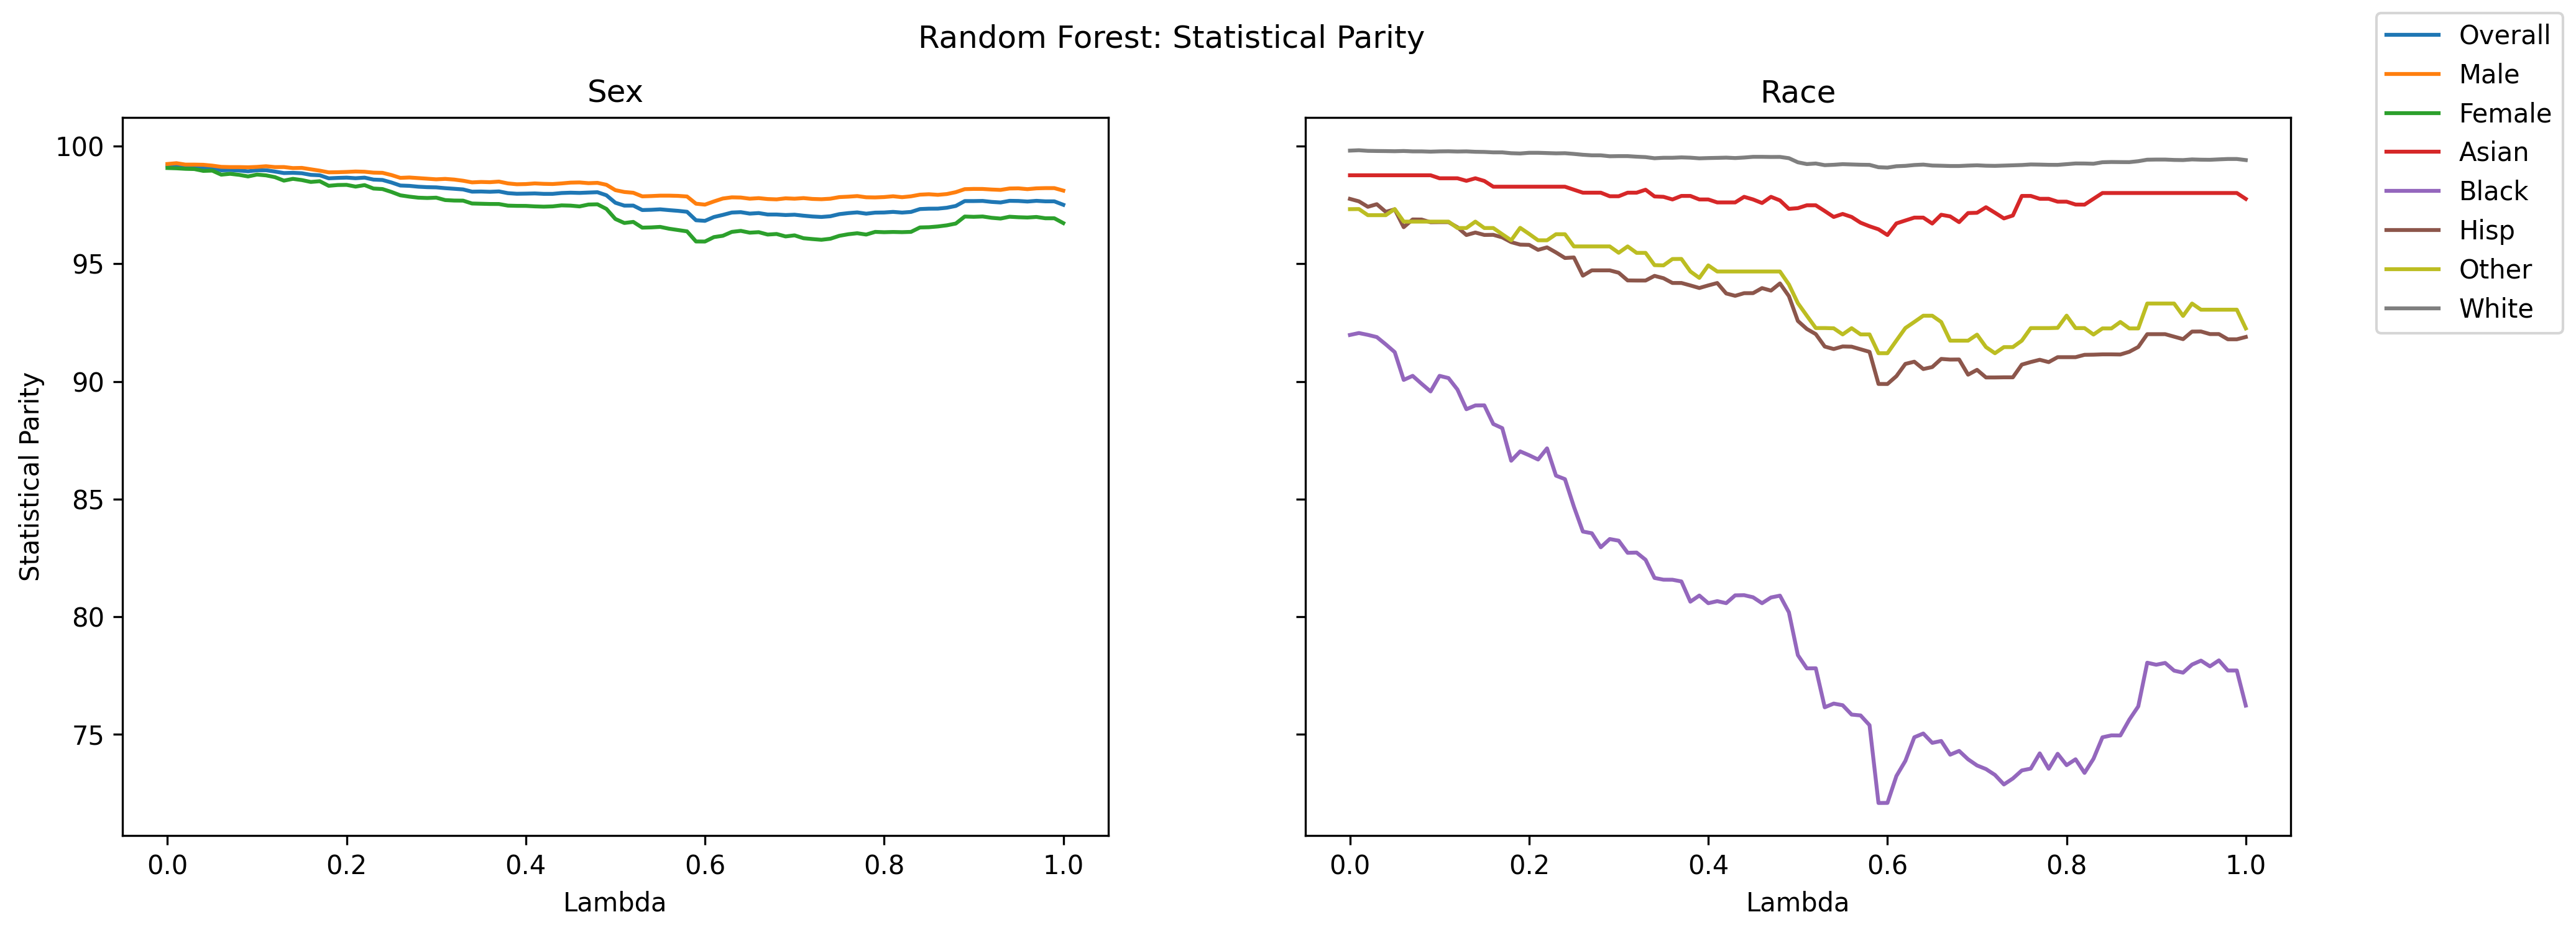 Random Forest: Statistical Parity
Sex
Race
Overall
Male
Female
Asian
Black
Hisp
Other
White
Statistical Parity
100
95
90
85
80
75
0.0 0.2 0.4 0.6 0.8 1.0
Lambda
0.0 0.2 0.4 0.6 0.8 1.0
Lambda